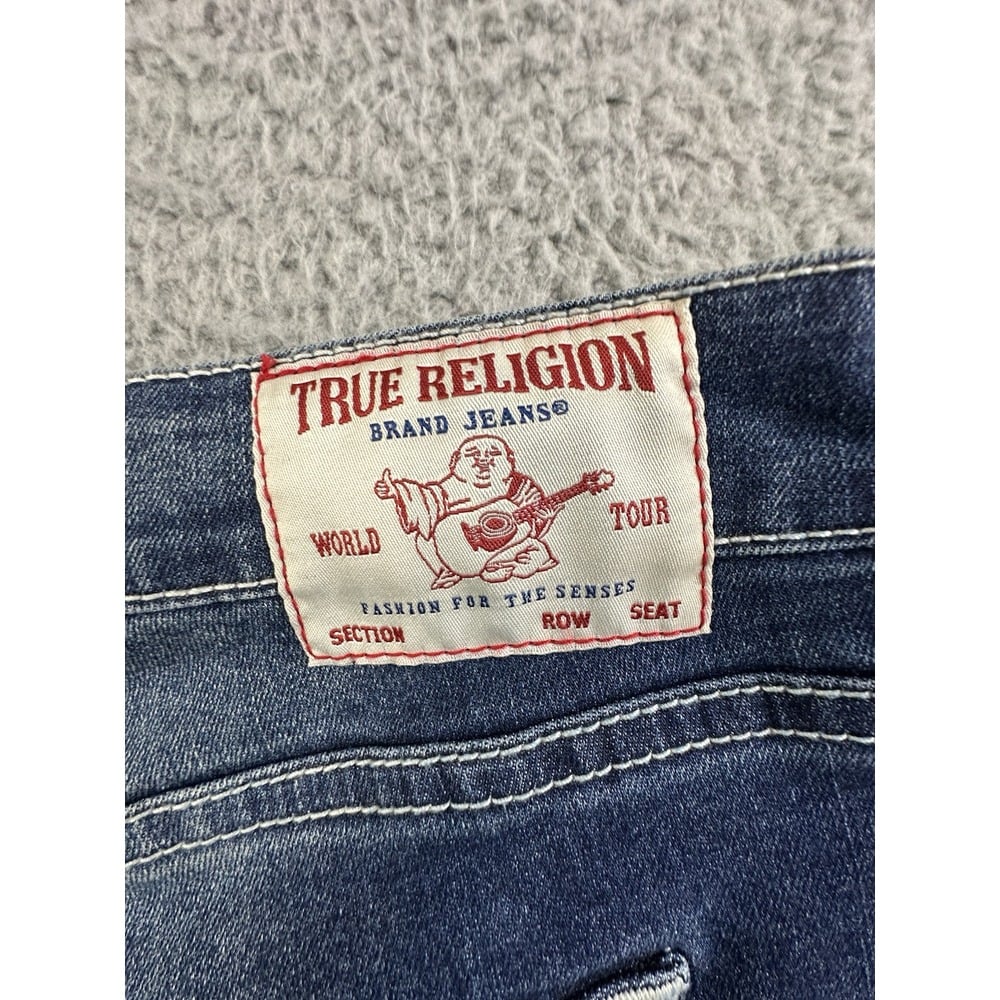 TRUE RELIGION
BRAND JEANS®
WORLD TOUR
FASHION FOR THE SENSES
SECTION ROW SEAT